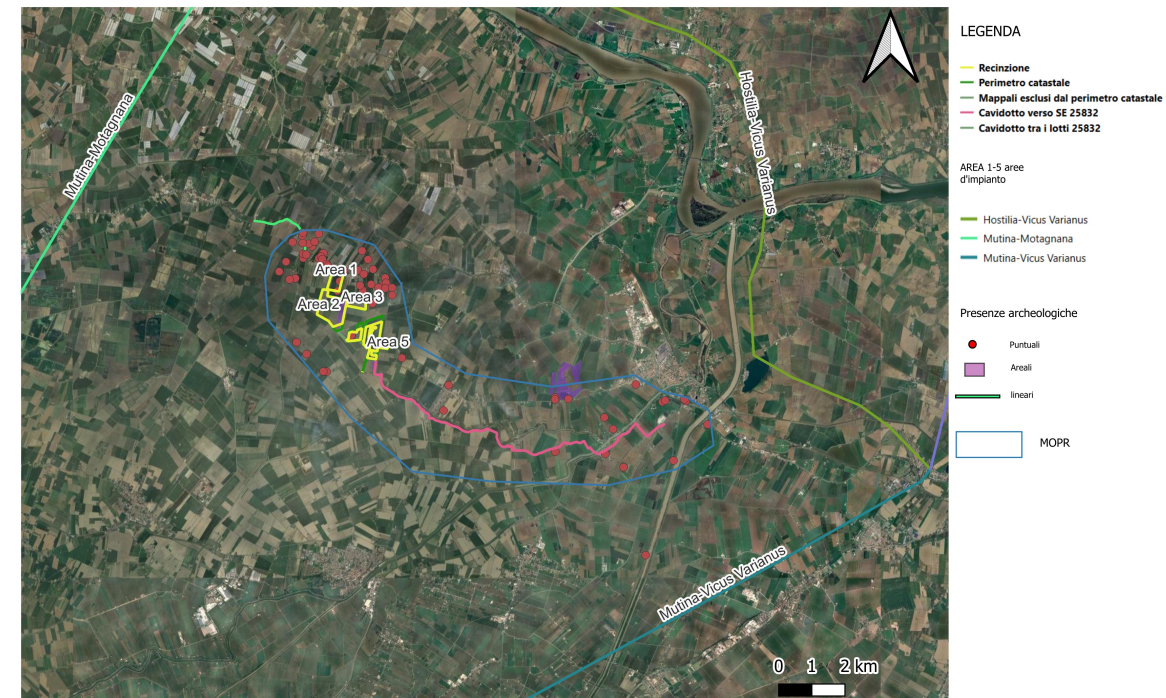 Mutina-Motagnana
Hostilia-Vicus Varianus
Area 1
Area 2
Area 3
Area 5
Mutina-Vicus Varianus
0 1 2 km
LEGENDA
Recinzione
Perimetro catastale
Mappali esclusi dal perimetro catastale
Cavidotto verso SE 25832
Cavidotto tra i lotti 25832
AREA 1-5 aree
d'impianto
Hostilia-Vicus Varianus
Mutina-Motagnana
Mutina-Vicus Varianus
Presenze archeologiche
Puntuali
Areali
lineari
MOPR